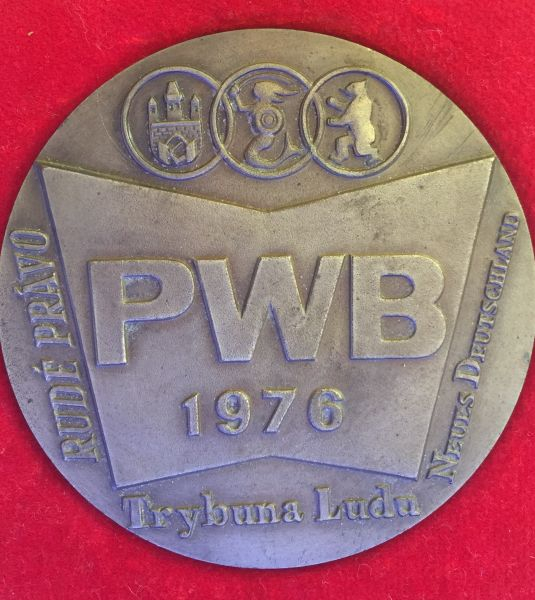 PWB
1976
RUDÉ PRÁVO
Trybuna Ludu
NEUES DEUTSCHLAND